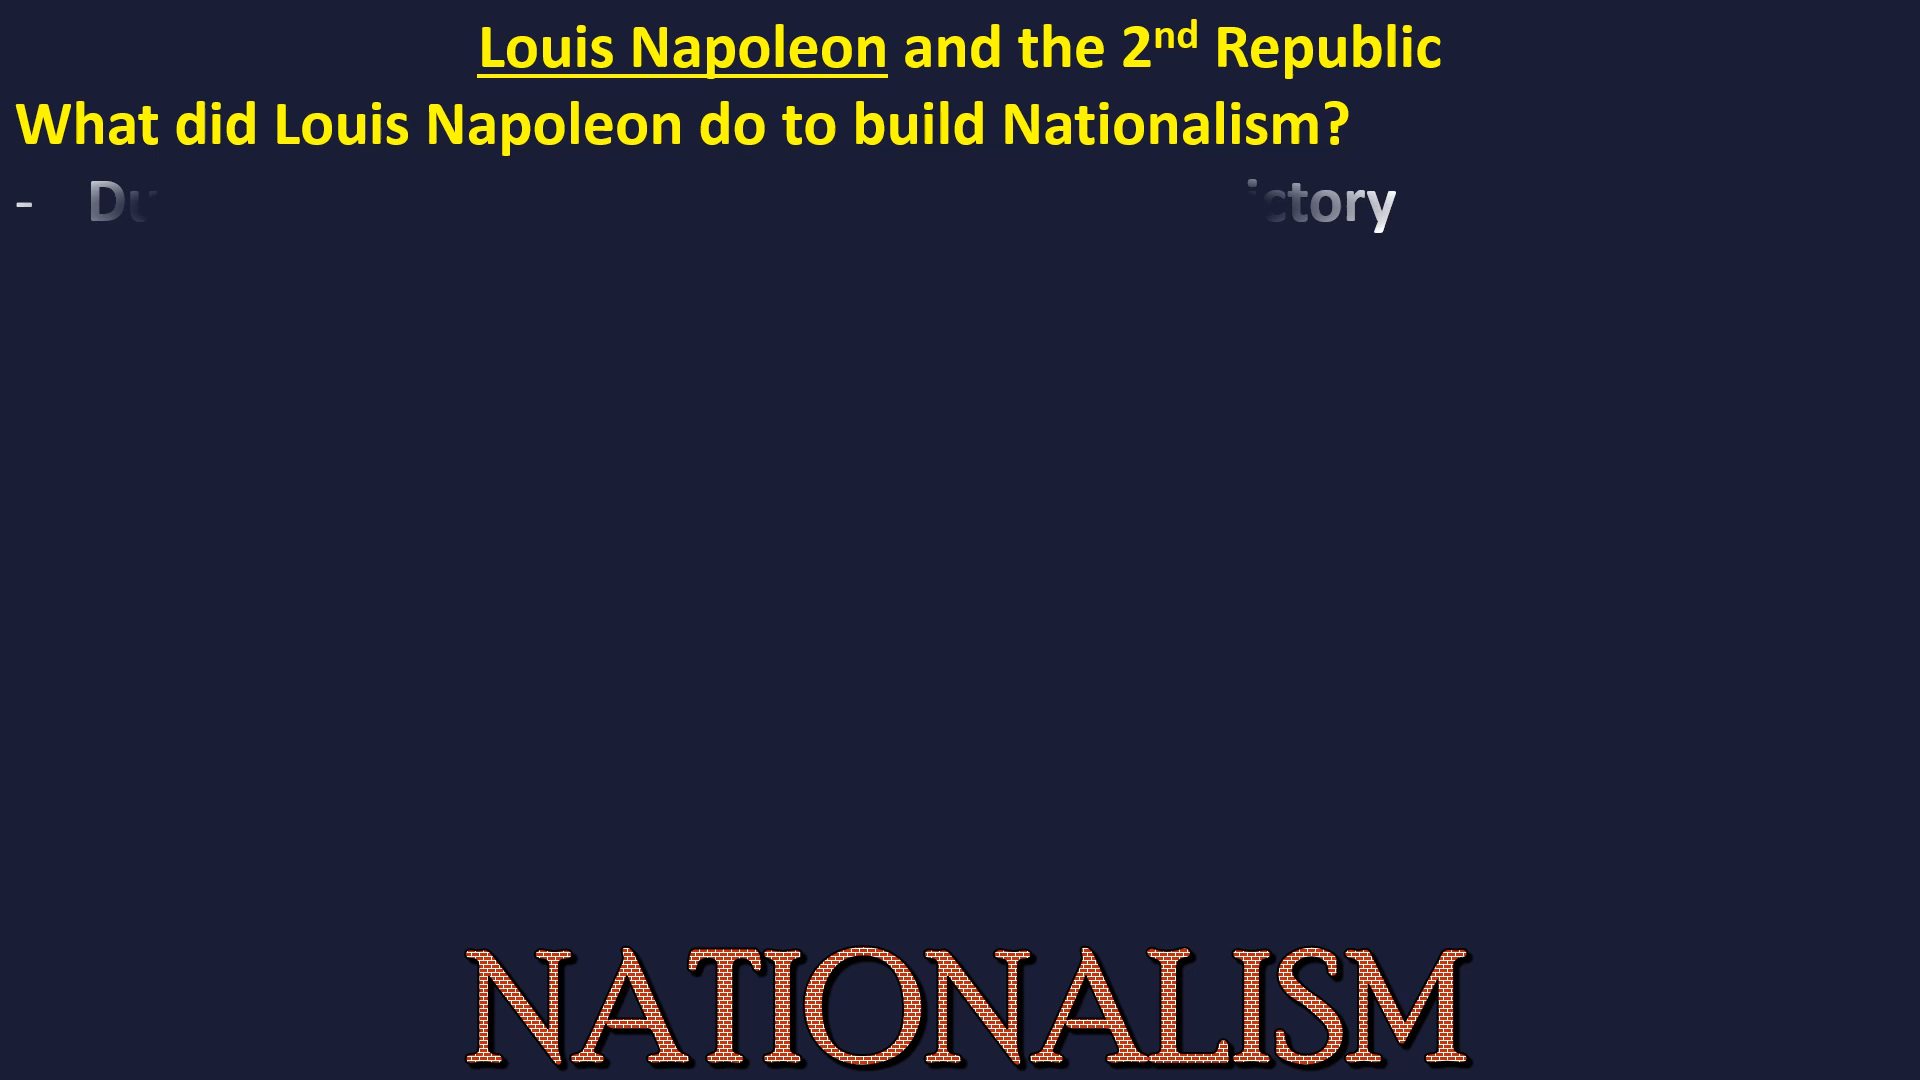 Louis Napoleon and the 2nd Republic
What did Louis Napoleon do to build Nationalism?
-
NATIONALISM